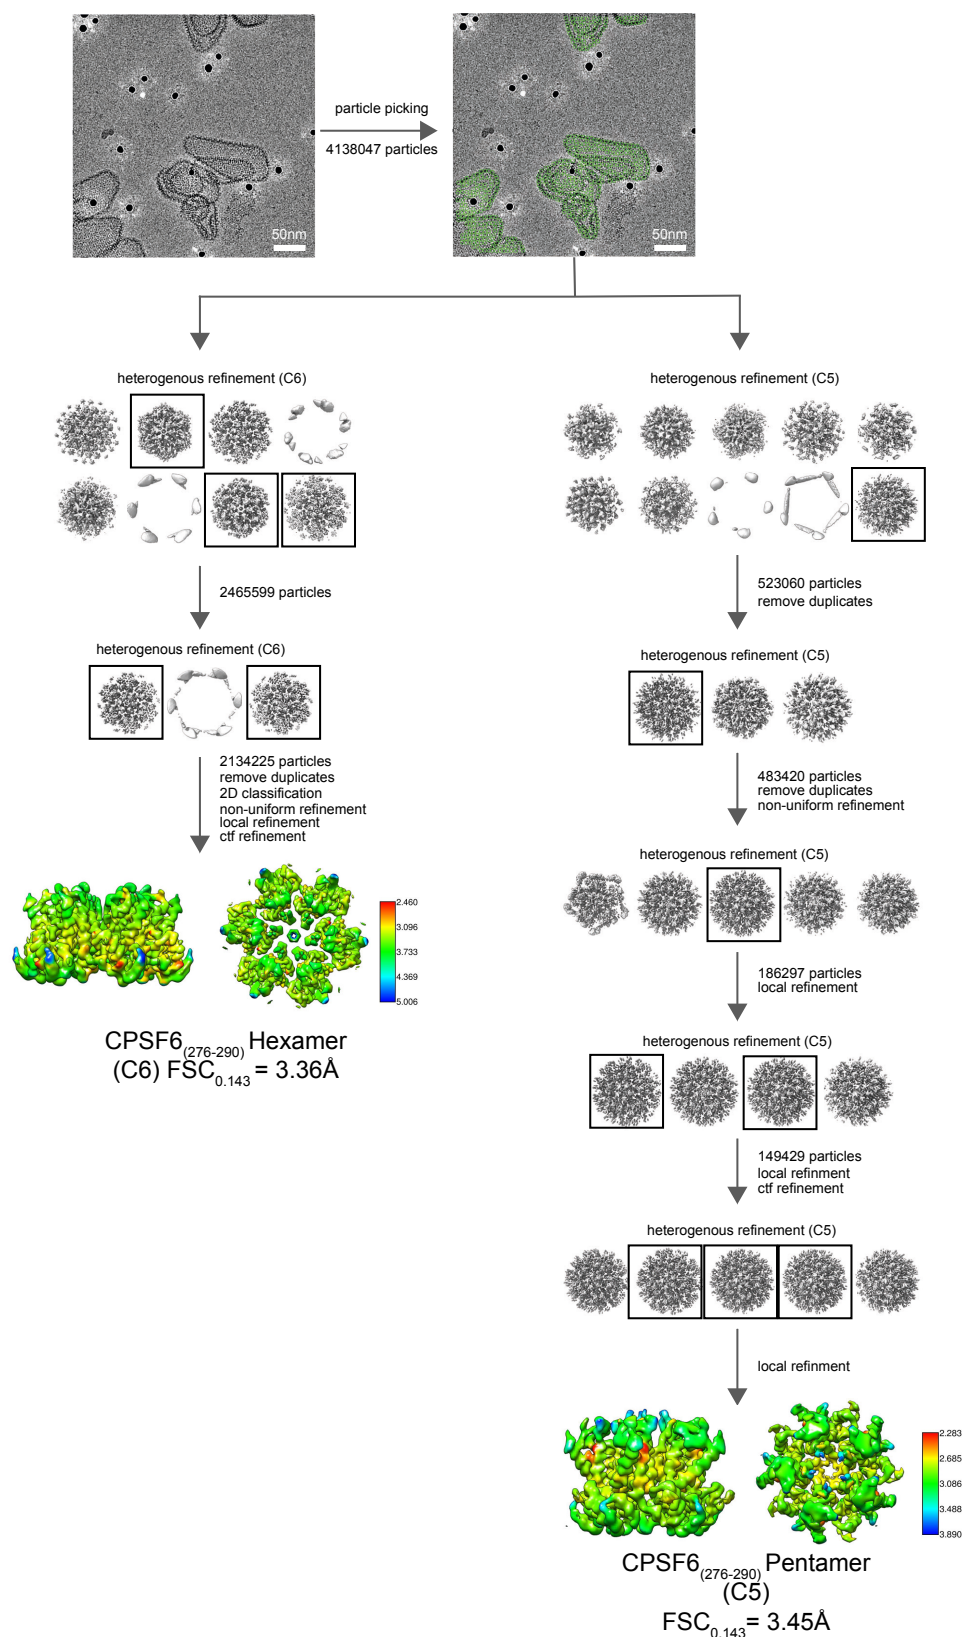 particle picking
4138047 particles
50nm
50nm
heterogenous refinement (C6)
2465599 particles
heterogenous refinement (C6)
2134225 particles
remove duplicates
2D classification
non-uniform refinement
local refinement
ctf refinement
2.460
3.096
3.733
4.369
5.006
CPSF6(276-290) Hexamer
(C6) FSC0.143 = 3.36Å
heterogenous refinement (C5)
523060 particles
remove duplicates
heterogenous refinement (C5)
483420 particles
remove duplicates
non-uniform refinement
heterogenous refinement (C5)
186297 particles
local refinement
heterogenous refinement (C5)
149429 particles
local refinment
ctf refinement
heterogenous refinement (C5)
local refinment
2.283
2.685
3.086
3.488
3.890
CPSF6(276-290) Pentamer
(C5)
FSC0.143 = 3.45Å